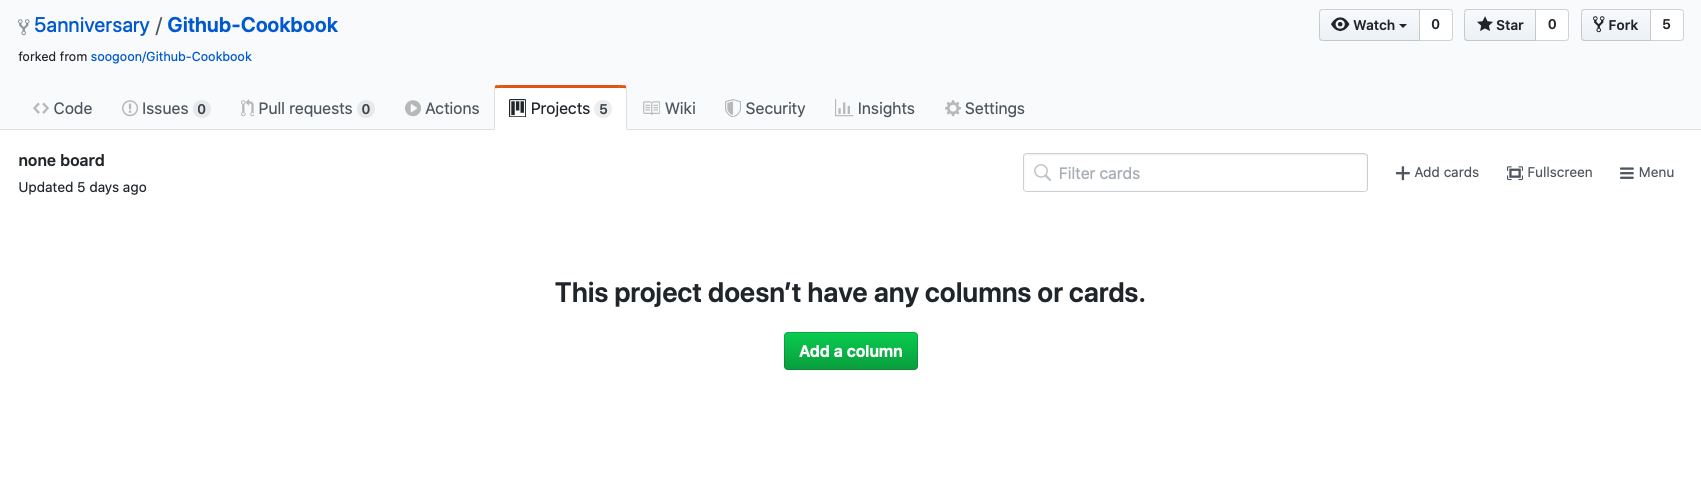 5anniversary / Github-Cookbook
Watch 0 Star 0 Fork 5
forked from soogoon/Github-Cookbook
Code Issues 0 Pull requests 0 Actions Projects 5 Wiki Security Insights Settings
none board
Updated 5 days ago
Filter cards Add cards Fullscreen Menu
This project doesn’t have any columns or cards.
Add a column